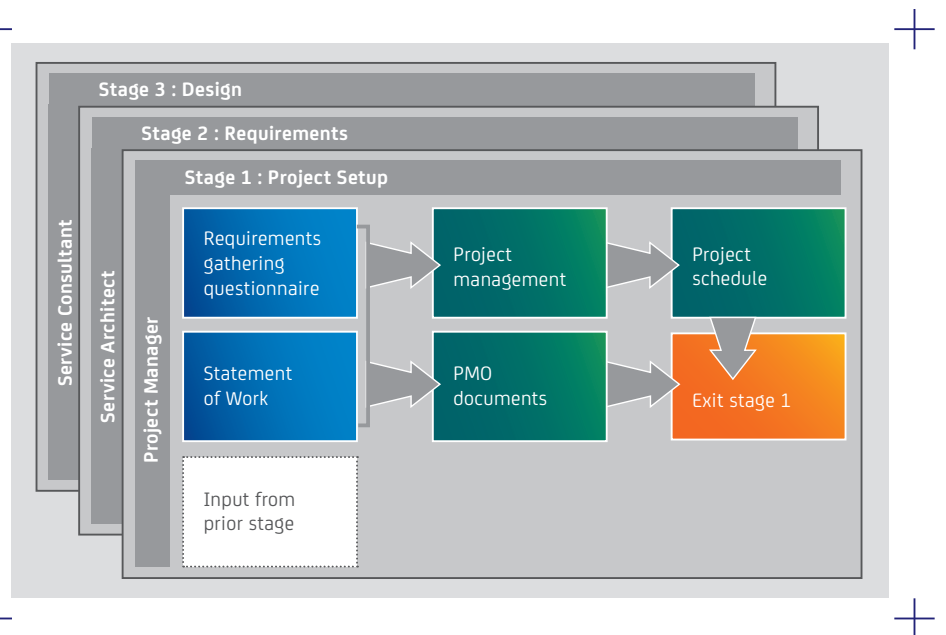 Stage 3 : Design
Service Consultant
Stage 2 : Requirements
Service Architect
Stage 1 : Project Setup
Project Manager
Requirements
gathering
questionnaire
Project
management
Project
schedule
Statement
of Work
PMO
documents
Exit stage 1
Input from
prior stage